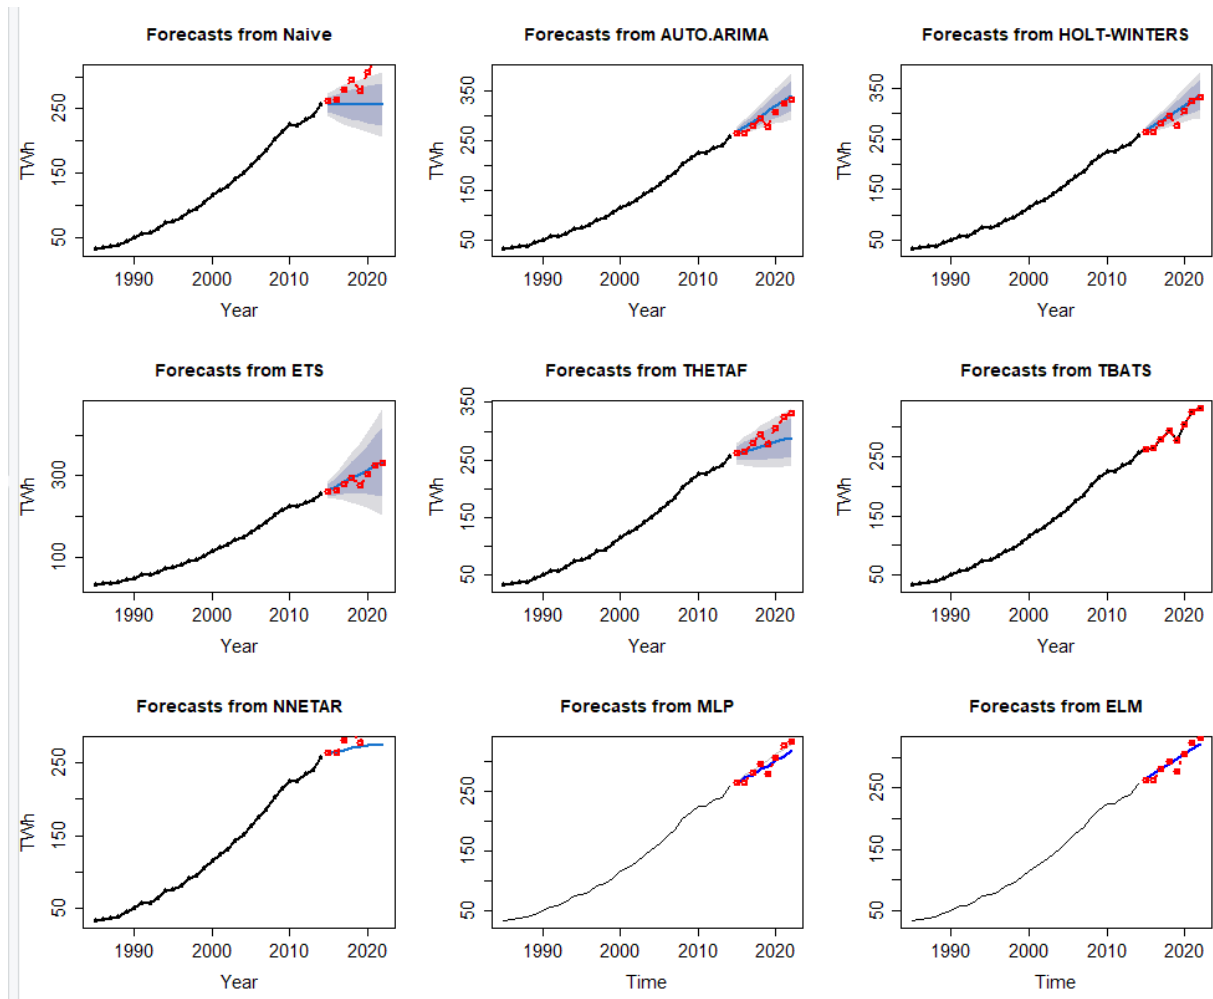 Forecasts from Naive
Forecasts from AUTO.ARIMA
Forecasts from HOLT-WINTERS
TWh
50 150 250
1990 2000 2010 2020
Year
TWh
50 150 250 350
1990 2000 2010 2020
Year
TWh
50 150 250 350
1990 2000 2010 2020
Year
Forecasts from ETS
Forecasts from THETAF
Forecasts from TBATS
TWh
100 300
1990 2000 2010 2020
Year
TWh
50 150 250 350
1990 2000 2010 2020
Year
TWh
50 150 250
1990 2000 2010 2020
Year
Forecasts from NNETAR
Forecasts from MLP
Forecasts from ELM
TWh
50 150 250
1990 2000 2010 2020
Year
50 150 250
1990 2000 2010 2020
Time
50 150 250
1990 2000 2010 2020
Time